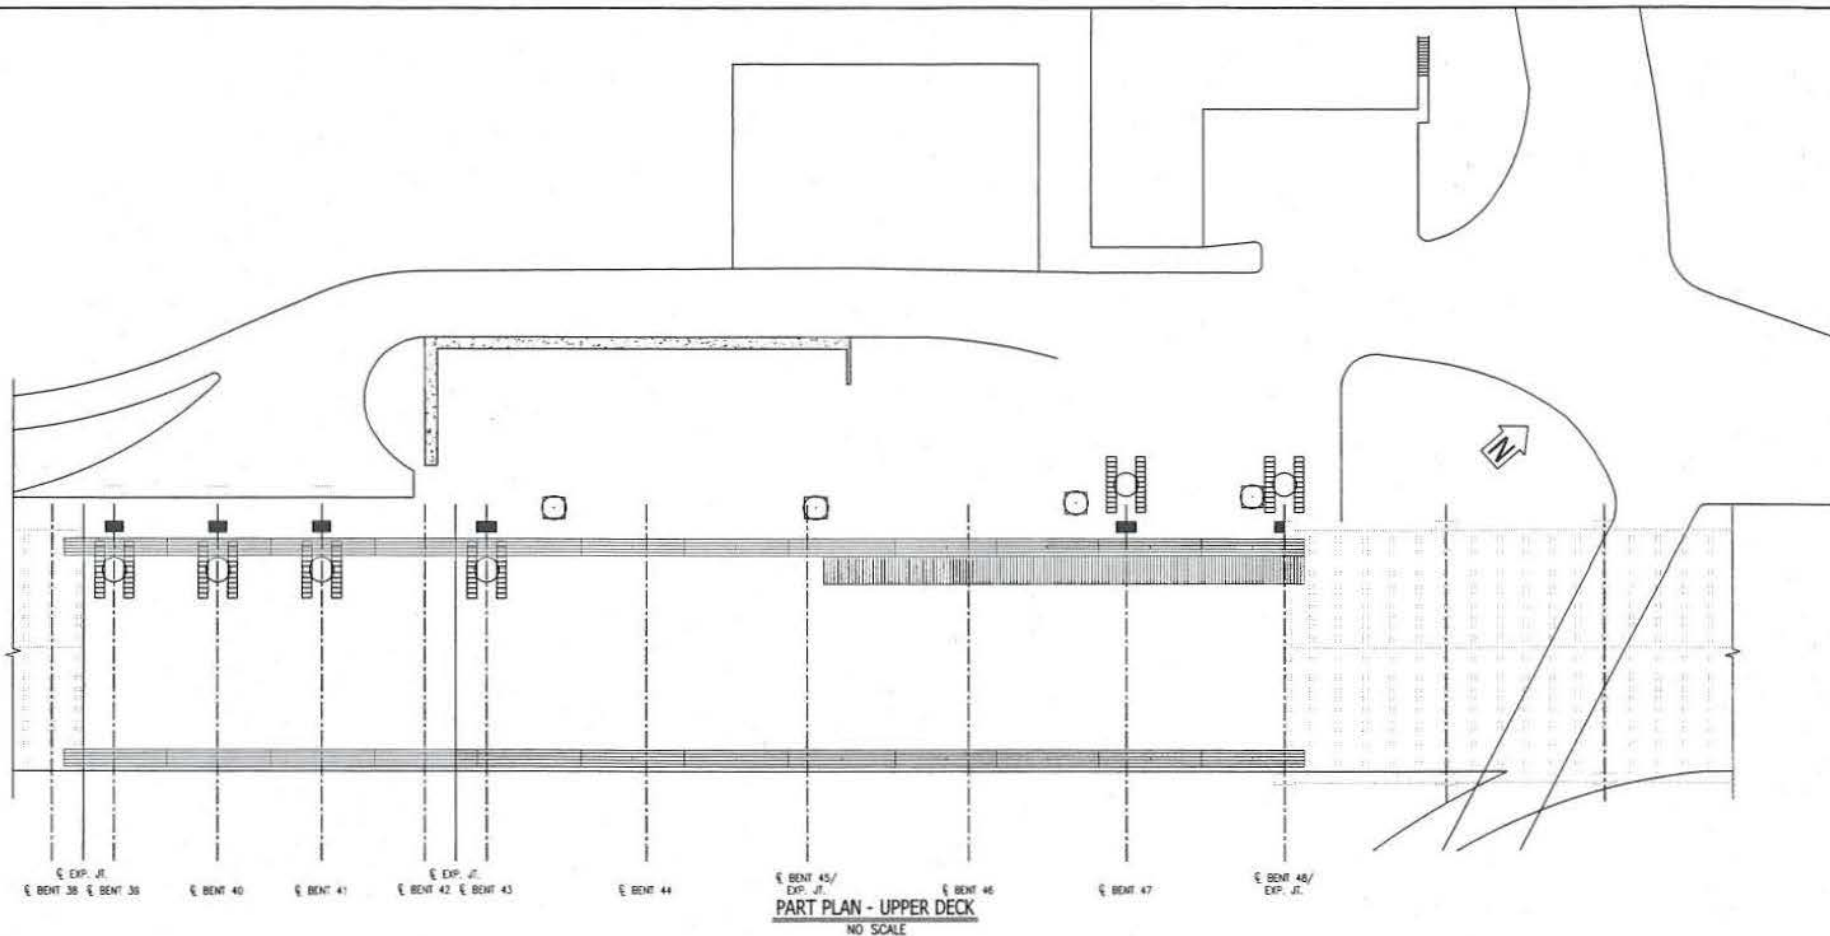 N
℄ EXP. JT.
℄ EXP. JT.
℄ BENT 38 ℄ BENT 39 ℄ BENT 40 ℄ BENT 41 ℄ BENT 42 ℄ BENT 43 ℄ BENT 44
℄ BENT 45/
EXP. JT.
℄ BENT 46 ℄ BENT 47
℄ BENT 48/
EXP. JT.
PART PLAN - UPPER DECK
NO SCALE